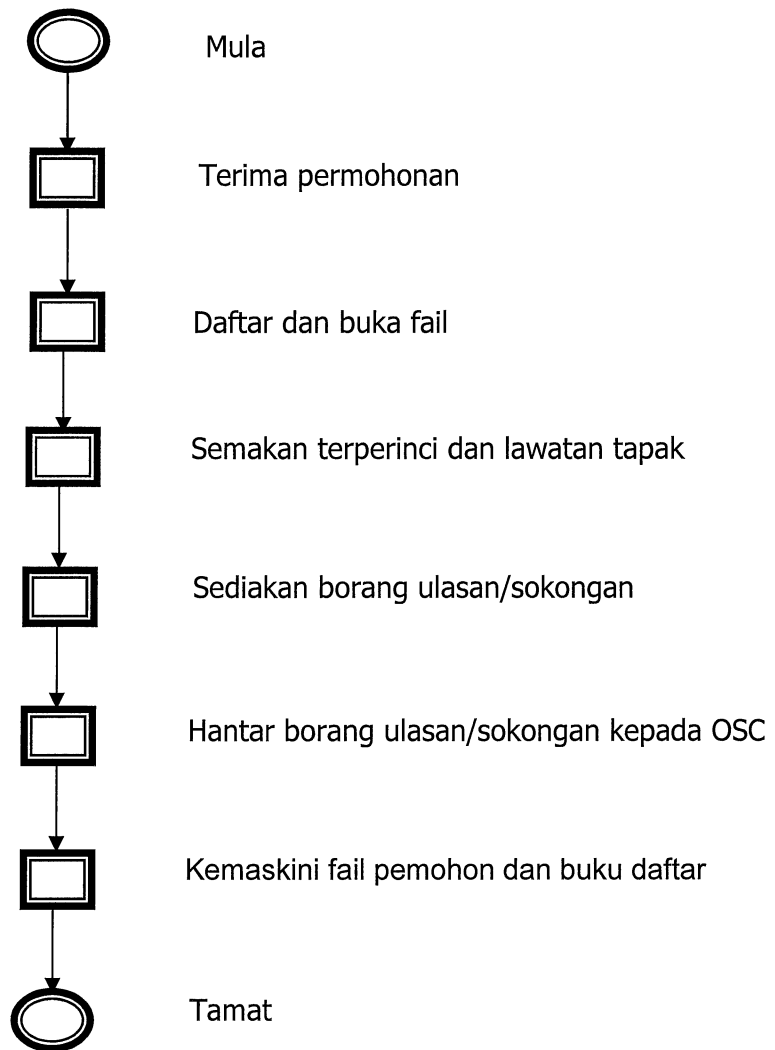 Mula
Terima permohonan
Daftar dan buka fail
Semakan terperinci dan lawatan tapak
Sediakan borang ulasan/sokongan
Hantar borang ulasan/sokongan kepada OSC
Kemaskini fail pemohon dan buku daftar
Tamat